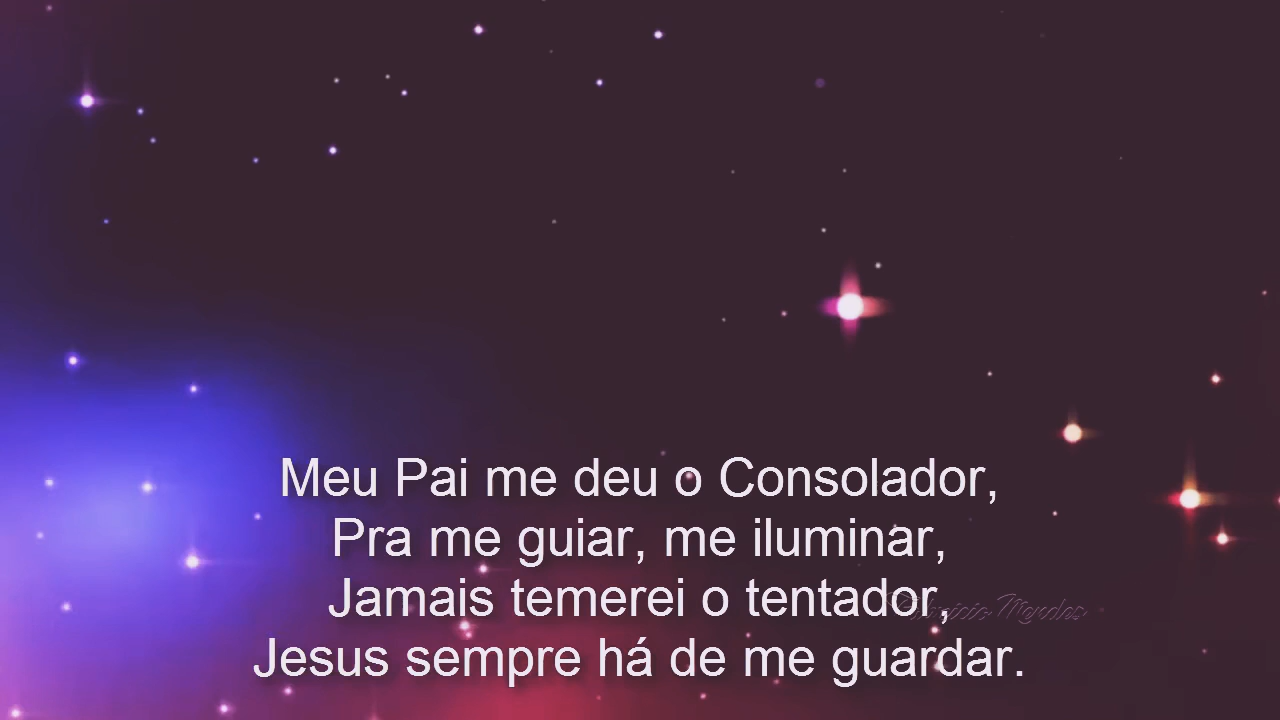 Meu Pai me deu o Consolador,
Pra me guiar, me iluminar,
Jamais temerei o tentador,
Jesus sempre há de me guardar.
Mendes